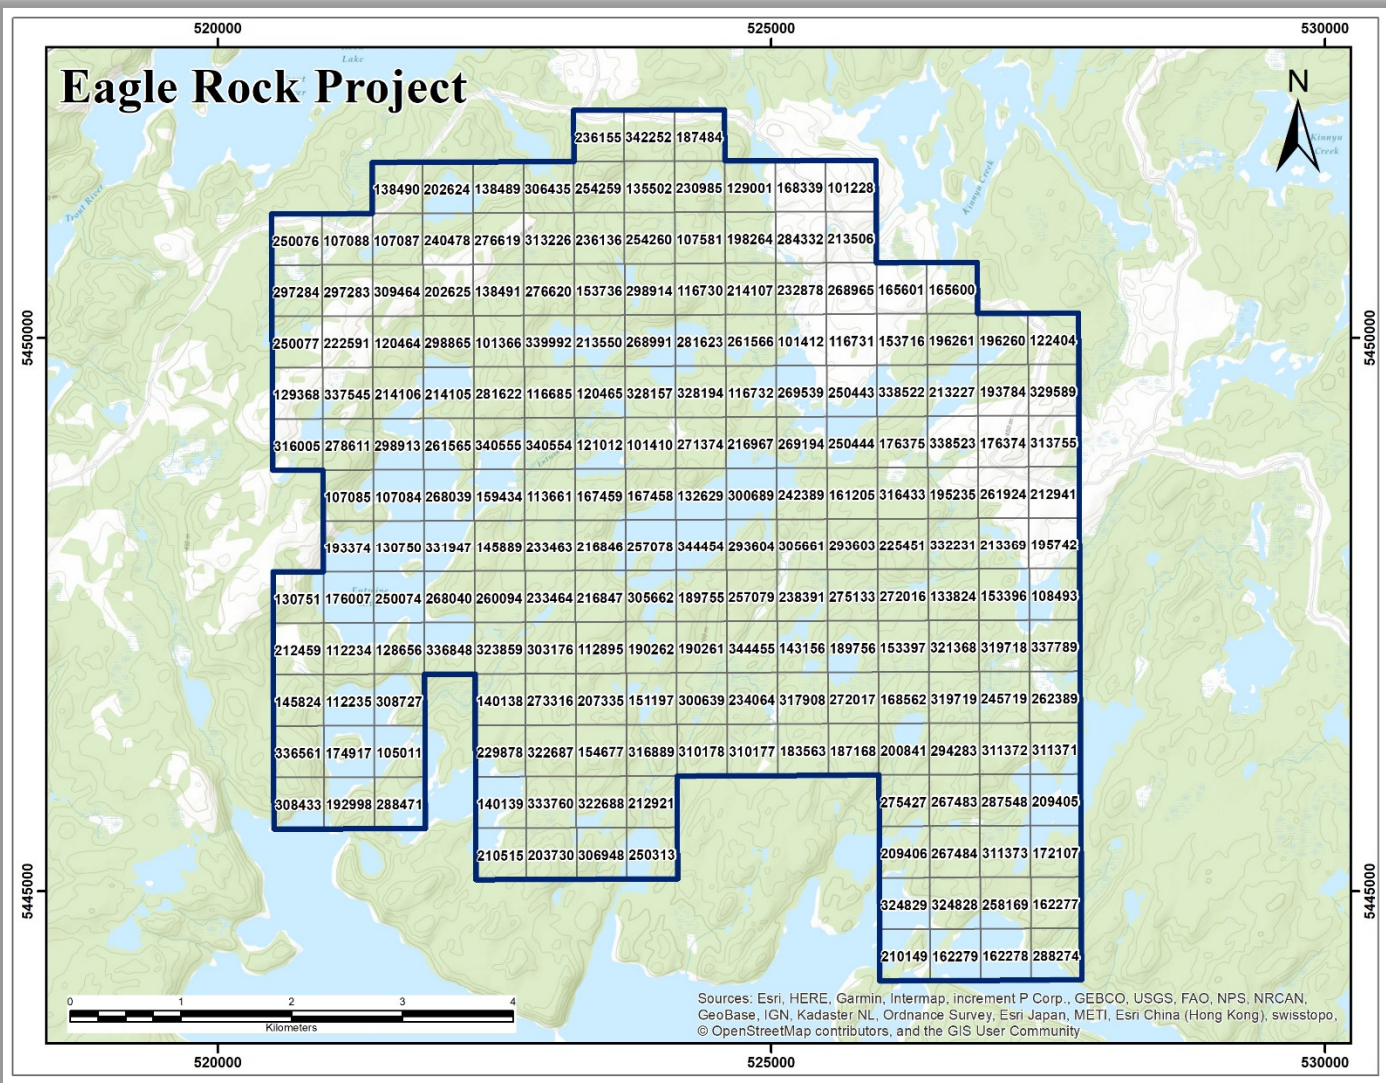 520000 525000 530000
Lake
Eagle Rock Project
N
Kinnyu
Creek
Kinnyu Creek
Trout River
236155 342252 187484
138490 202624 138489 306435 254259 135502 230985 129001 168339 101228
250076 107088 107087 240478 276619 313226 236136 254260 107581 198264 284332 213506
297284 297283 309464 202625 138491 276620 153736 298914 116730 214107 232878 268965 165601 165600
5450000 5450000
250077 222591 120464 298865 101366 339992 213550 268991 281623 261566 101412 116731 153716 196261 196260 122404
129368 337545 214106 214105 281622 116685 120465 328157 328194 116732 269539 250443 338522 213227 193784 329589
316005 278611 298913 261565 340555 340554 121012 101410 271374 216967 269194 250444 176375 338523 176374 313755
107085 107084 268039 159434 113661 167459 167458 132629 300689 242389 161205 316433 195235 261924 212941
193374 130750 331947 145889 233463 216846 257078 344454 293604 305661 293603 225451 332231 213369 195742
130751 176007 250074 268040 260094 233464 216847 305662 189755 257079 238391 275133 272016 133824 153396 108493
212459 112234 128656 336848 323859 303176 112895 190262 190261 344455 143156 189756 153397 321368 319718 337789
145824 112235 308727 140138 273316 207335 151197 300639 234064 317908 272017 168562 319719 245719 262389
336561 174917 105011 229878 322687 154677 316889 310178 310177 183563 187168 200841 294283 311372 311371
308433 192998 288471 140139 333760 322688 212921 275427 267483 287548 209405
210515 203730 306948 250313 209406 267484 311373 172107
5445000 5445000
324829 324828 258169 162277
210149 162279 162278 288274
0 1 2 3 4
Kilometers
Sources: Esri, HERE, Garmin, Intermap, increment P Corp., GEBCO, USGS, FAO, NPS, NRCAN,
GeoBase, IGN, Kadaster NL, Ordnance Survey, Esri Japan, METI, Esri China (Hong Kong), swisstopo,
© OpenStreetMap contributors, and the GIS User Community
520000 525000 530000